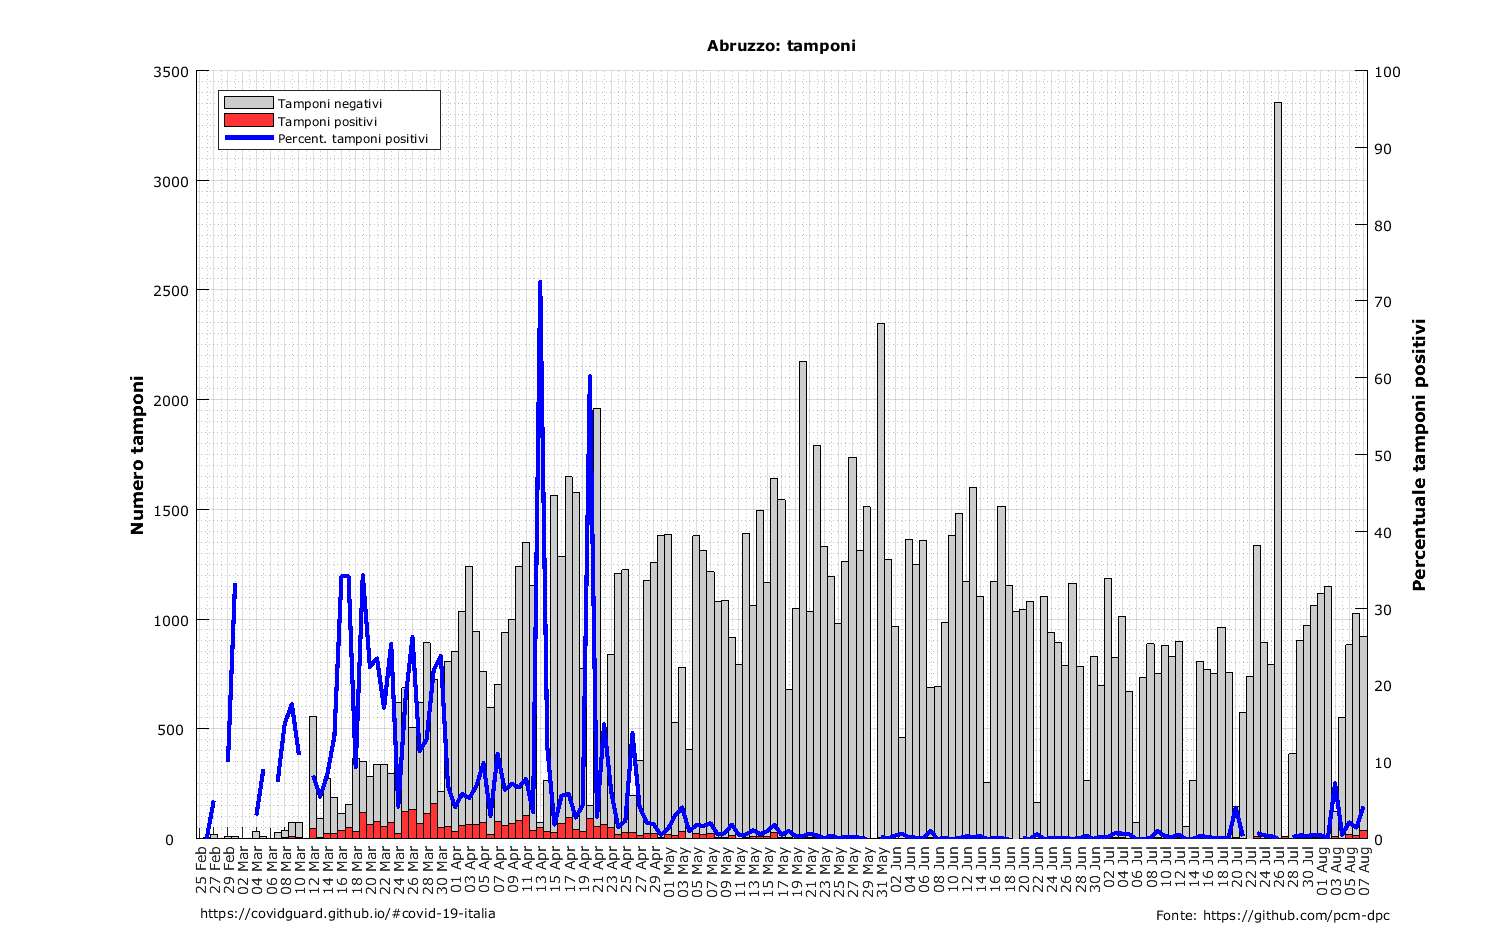 Abruzzo: tamponi
3500
3000
2500
2000
1500
1000
500
0
Numero tamponi
Tamponi negativi
Tamponi positivi
Percent. tamponi positivi
100
90
80
70
60
50
40
30
20
10
0
Percentuale tamponi positivi
25 Feb
27 Feb
29 Feb
02 Mar
04 Mar
06 Mar
08 Mar
10 Mar
12 Mar
14 Mar
16 Mar
18 Mar
20 Mar
22 Mar
24 Mar
26 Mar
28 Mar
30 Mar
01 Apr
03 Apr
05 Apr
07 Apr
09 Apr
11 Apr
13 Apr
15 Apr
17 Apr
19 Apr
21 Apr
23 Apr
25 Apr
27 Apr
29 Apr
01 May
03 May
05 May
07 May
09 May
11 May
13 May
15 May
17 May
19 May
21 May
23 May
25 May
27 May
29 May
31 May
02 Jun
04 Jun
06 Jun
08 Jun
10 Jun
12 Jun
14 Jun
16 Jun
18 Jun
20 Jun
22 Jun
24 Jun
26 Jun
28 Jun
30 Jun
02 Jul
04 Jul
06 Jul
08 Jul
10 Jul
12 Jul
14 Jul
16 Jul
18 Jul
20 Jul
22 Jul
24 Jul
26 Jul
28 Jul
30 Jul
01 Aug
03 Aug
05 Aug
07 Aug
https://covidguard.github.io/#covid-19-italia
Fonte: https://github.com/pcm-dpc